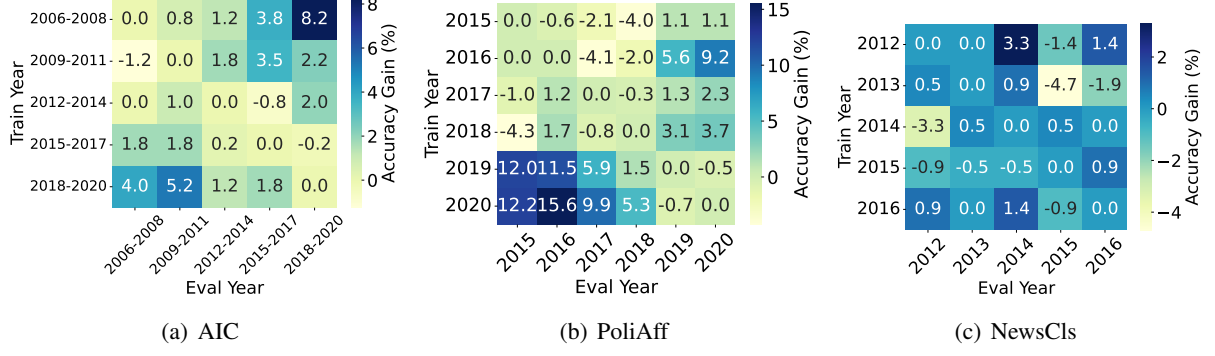 2006-2008 0.0 0.8 1.2 3.8 8.2
2009-2011 -1.2 0.0 1.8 3.5 2.2
2012-2014 0.0 1.0 0.0 -0.8 2.0
2015-2017 1.8 1.8 0.2 0.0 -0.2
2018-2020 4.0 5.2 1.2 1.8 0.0
Train Year
2006-2008 2009-2011 2012-2014 2015-2017 2018-2020
Eval Year
8
6
4
2
0
Accuracy Gain (%)
(a) AIC
2015 0.0 -0.6 -2.1 -4.0 1.1 1.1
2016 0.0 0.0 -4.1 -2.0 5.6 9.2
2017 -1.0 1.2 0.0 -0.3 1.3 2.3
2018 -4.3 1.7 -0.8 0.0 3.1 3.7
2019 12.0 11.5 5.9 1.5 0.0 -0.5
2020 12.2 15.6 9.9 5.3 -0.7 0.0
Train Year
2015 2016 2017 2018 2019 2020
Eval Year
15
10
5
0
Accuracy Gain (%)
(b) PoliAff
2012 0.0 0.0 3.3 -1.4 1.4
2013 0.5 0.0 0.9 -4.7 -1.9
2014 -3.3 0.5 0.0 0.5 0.0
2015 -0.9 -0.5 -0.5 0.0 0.9
2016 0.9 0.0 1.4 -0.9 0.0
Train Year
2012 2013 2014 2015 2016
Eval Year
2
0
−2
−4
Accuracy Gain (%)
(c) NewsCls